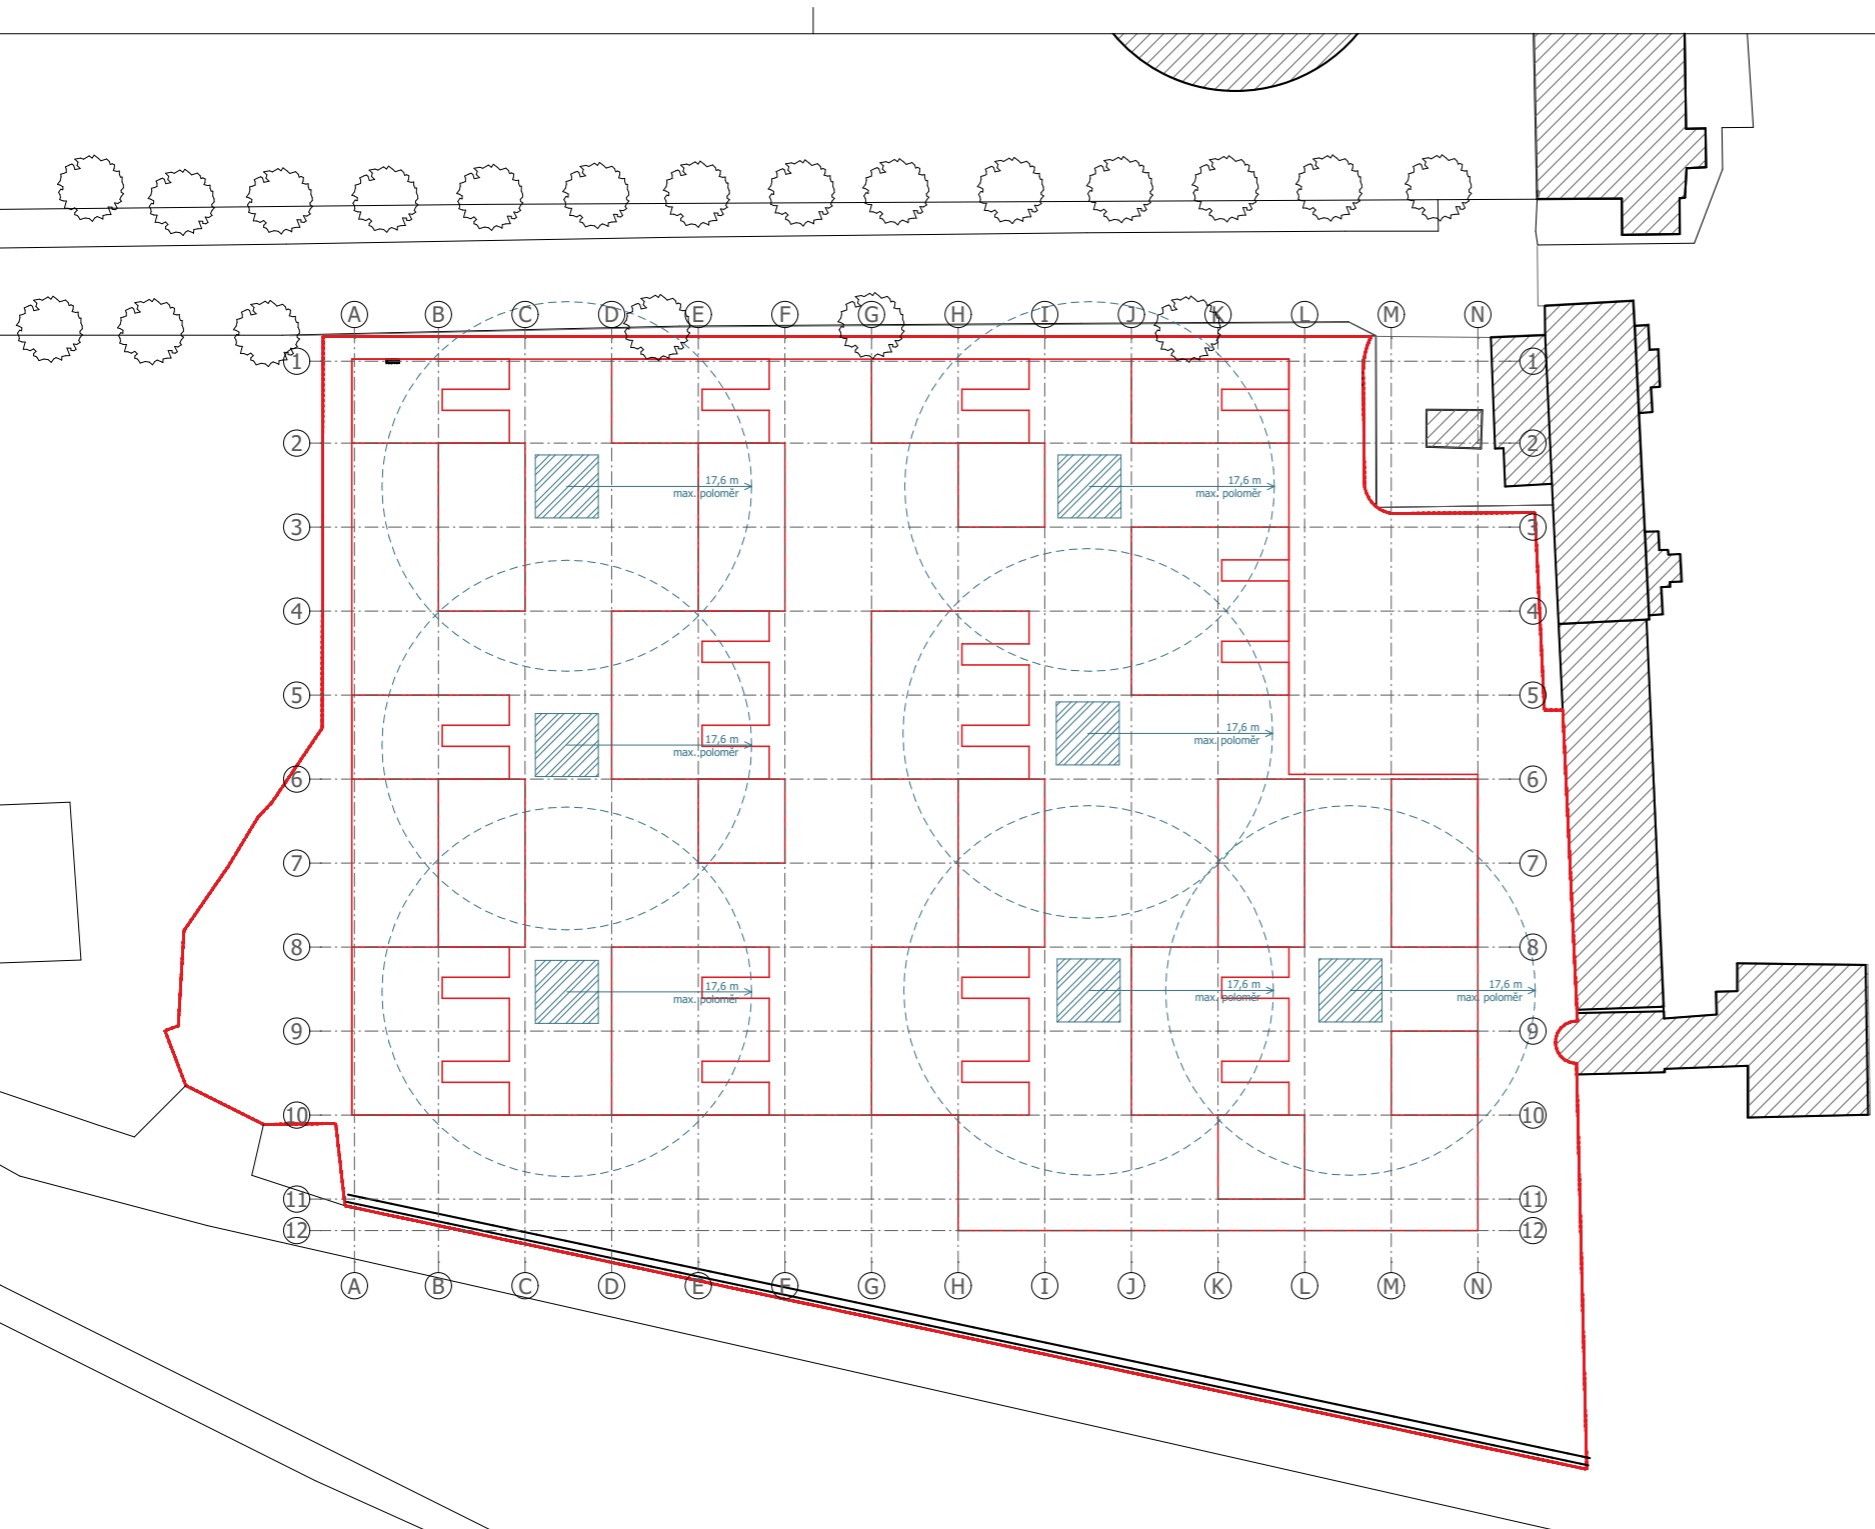 A B C D E F G H I J K L M N
1 1
2 2
17,6 m 17,6 m
max. poloměr max. poloměr
3 3
4 4
5 5
17,6 m 17,6 m
max. poloměr max. poloměr
6 6
7 7
8 8
17,6 m 17,6 m 17,6 m
max. poloměr max. poloměr max. poloměr
9 9
10 10
11 11
12 12
A B C D E F G H I J K L M N